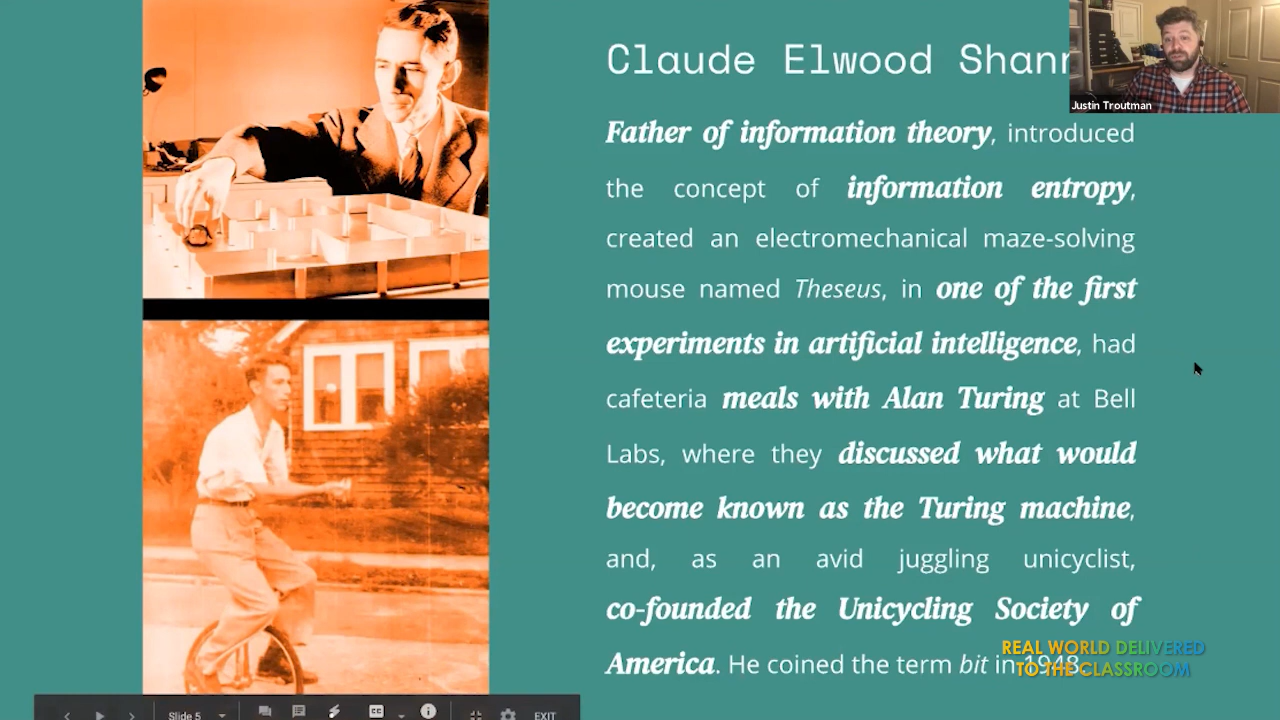 Claude Elwood Shann
Justin Troutman
Father of information theory, introduced
the concept of information entropy,
created an electromechanical maze-solving
mouse named Theseus, in one of the first
experiments in artificial intelligence, had
cafeteria meals with Alan Turing at Bell
Labs, where they discussed what would
become known as the Turing machine,
and, as an avid juggling unicyclist,
co-founded the Unicycling Society of
America. He coined the term bit in 1948.
REAL WORLD DELIVERED
TO THE CLASSROOM
Slide 5
CC
EXIT